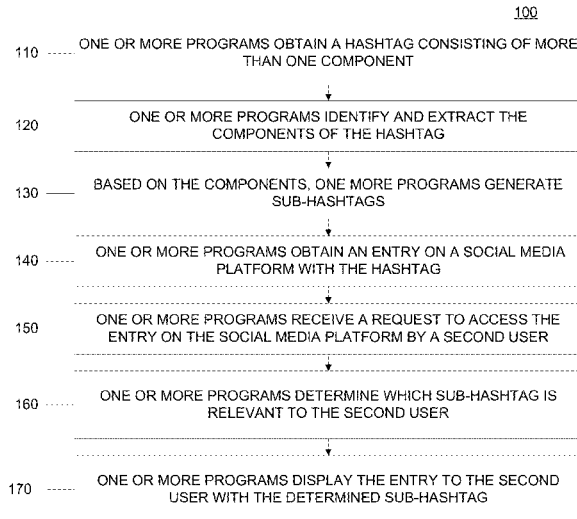 100
110 ONE OR MORE PROGRAMS OBTAIN A HASHTAG CONSISTING OF MORE
THAN ONE COMPONENT
120 ONE OR MORE PROGRAMS IDENTIFY AND EXTRACT THE
COMPONENTS OF THE HASHTAG
130 BASED ON THE COMPONENTS, ONE MORE PROGRAMS GENERATE
SUB-HASHTAGS
140 ONE OR MORE PROGRAMS OBTAIN AN ENTRY ON A SOCIAL MEDIA
PLATFORM WITH THE HASHTAG
150 ONE OR MORE PROGRAMS RECEIVE A REQUEST TO ACCESS THE
ENTRY ON THE SOCIAL MEDIA PLATFORM BY A SECOND USER
160 ONE OR MORE PROGRAMS DETERMINE WHICH SUB-HASHTAG IS
RELEVANT TO THE SECOND USER
170 ONE OR MORE PROGRAMS DISPLAY THE ENTRY TO THE SECOND
USER WITH THE DETERMINED SUB-HASHTAG